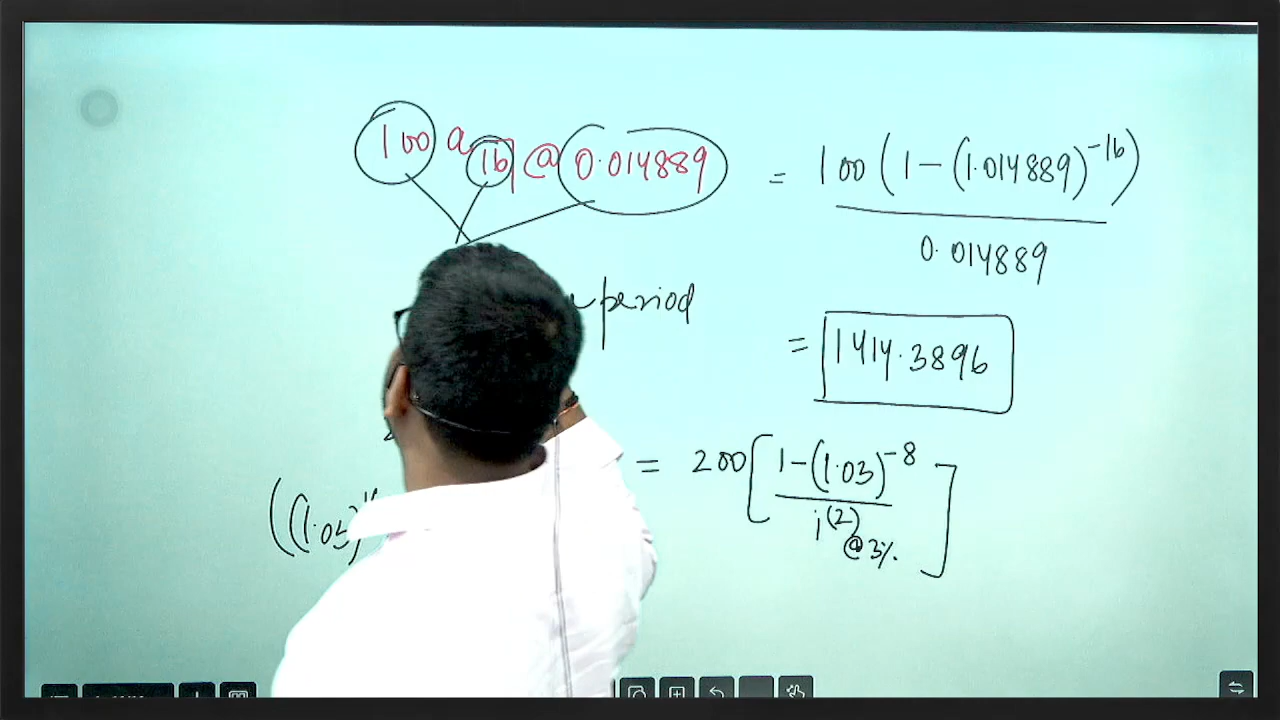 100 a 16| @ 0.014889 = 100 (1 - (1.014889)^-16) / 0.014889
period
= 1414.3896
= 200 [ 1 - (1.03)^-8 / i^(2) @ 3% ]
((1.03)